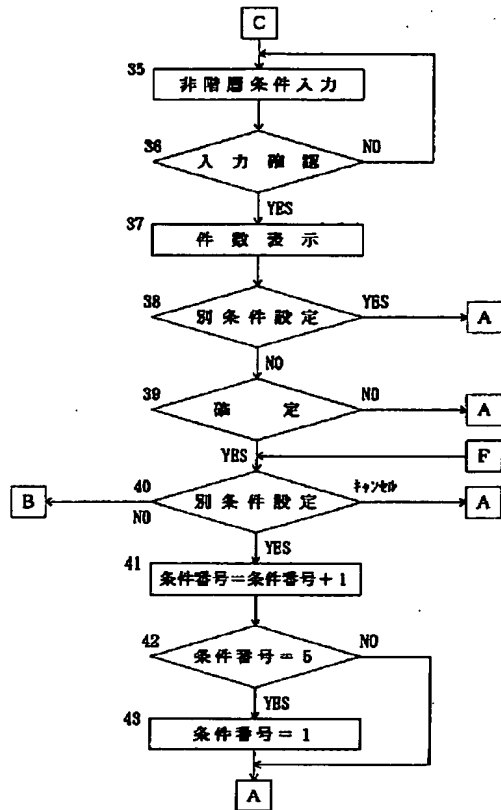 C
35
非階層条件入力
36
入力確認
NO
YES
37
件数表示
38
別条件設定
YES
A
NO
39
確定
NO
A
YES
F
40
別条件設定
キャンセル
A
B
NO
YES
41
条件番号=条件番号+1
42
条件番号=5
NO
YES
43
条件番号=1
A